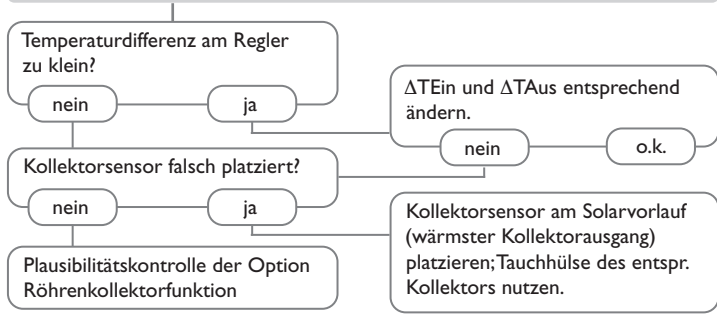 Temperaturdifferenz am Regler
zu klein?
nein
ja
ΔTEin und ΔTAus entsprechend
ändern.
nein
o.k.
Kollektorsensor falsch platziert?
nein
ja
Kollektorsensor am Solarvorlauf
(wärmster Kollektorausgang)
platzieren;Tauchhülse des entspr.
Kollektors nutzen.
Plausibilitätskontrolle der Option
Röhrenkollektorfunktion